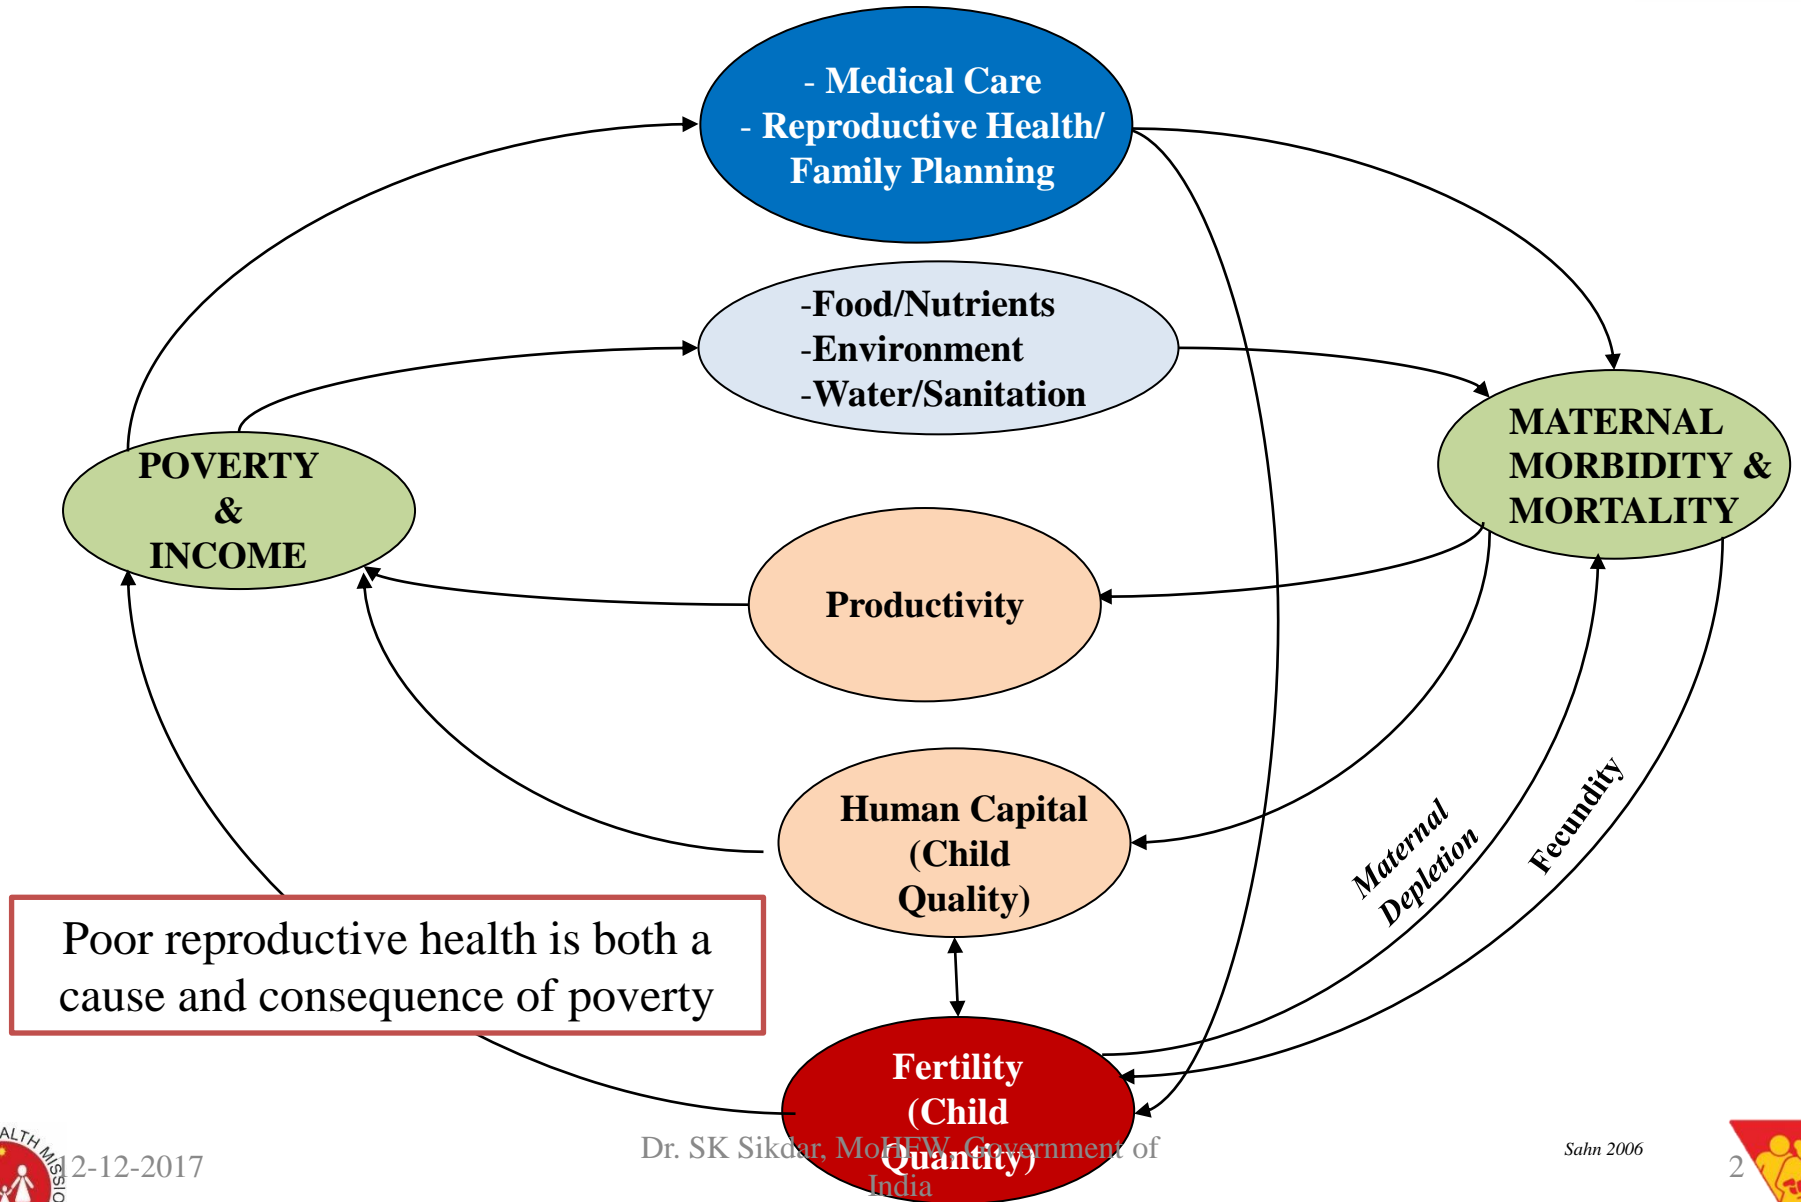 - Medical Care
- Reproductive Health/
Family Planning
-Food/Nutrients
-Environment
-Water/Sanitation
POVERTY
&
INCOME
MATERNAL
MORBIDITY &
MORTALITY
Productivity
Human Capital
(Child
Quality)
Maternal
Depletion
Fecundity
Poor reproductive health is both a
cause and consequence of poverty
Fertility
(Child
Quantity)
12-12-2017
Dr. SK Sikdar, MoHFW, Government of
India
Sahn 2006
2